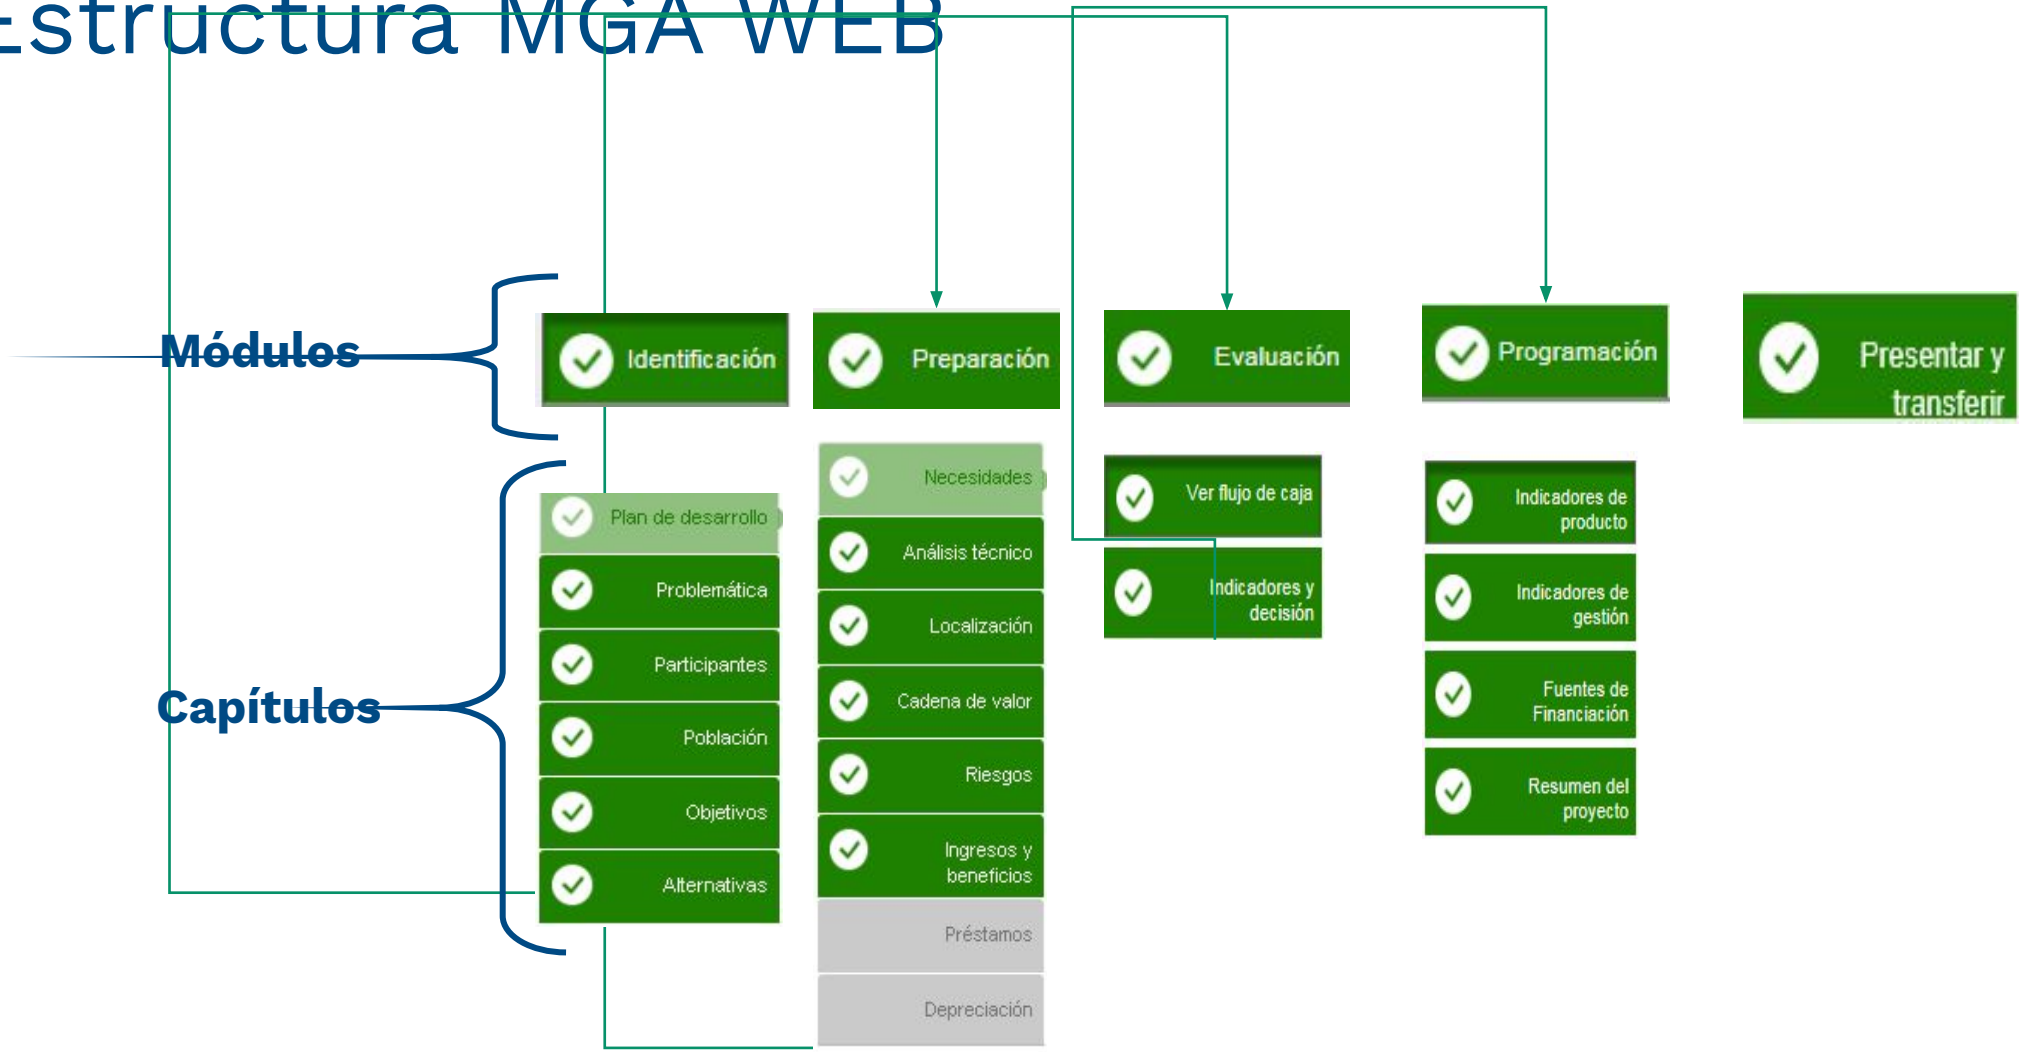 Estructura MGA WEB
Módulos
Identificación
Preparación
Evaluación
Programación
Presentar y
transferir
Capítulos
Plan de desarrollo
Problemática
Participantes
Población
Objetivos
Alternativas
Necesidades
Análisis técnico
Localización
Cadena de valor
Riesgos
Ingresos y
beneficios
Préstamos
Depreciación
Ver flujo de caja
Indicadores y
decisión
Indicadores de
producto
Indicadores de
gestión
Fuentes de
Financiación
Resumen del
proyecto